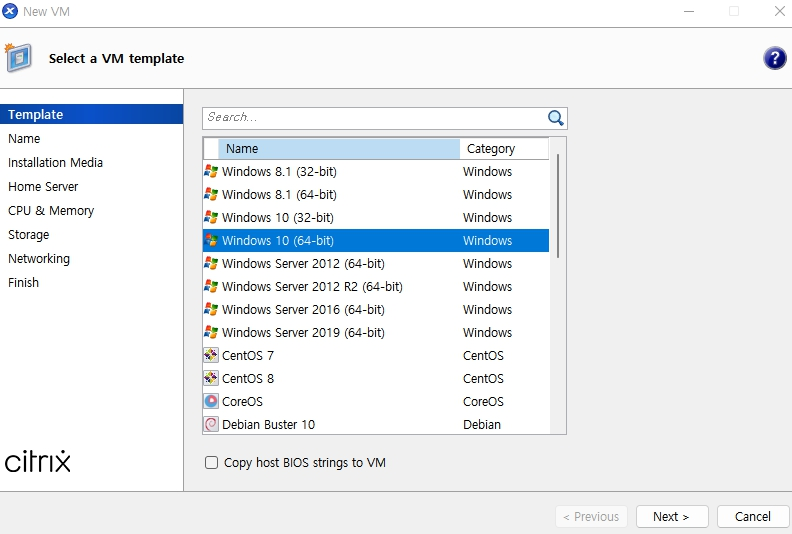 New VM
Select a VM template
?
Template
Name
Installation Media
Home Server
CPU & Memory
Storage
Networking
Finish
citrix
Search...
Name Category
Windows 8.1 (32-bit) Windows
Windows 8.1 (64-bit) Windows
Windows 10 (32-bit) Windows
Windows 10 (64-bit) Windows
Windows Server 2012 (64-bit) Windows
Windows Server 2012 R2 (64-bit) Windows
Windows Server 2016 (64-bit) Windows
Windows Server 2019 (64-bit) Windows
CentOS 7 CentOS
CentOS 8 CentOS
CoreOS CoreOS
Debian Buster 10 Debian
Copy host BIOS strings to VM
< Previous Next > Cancel